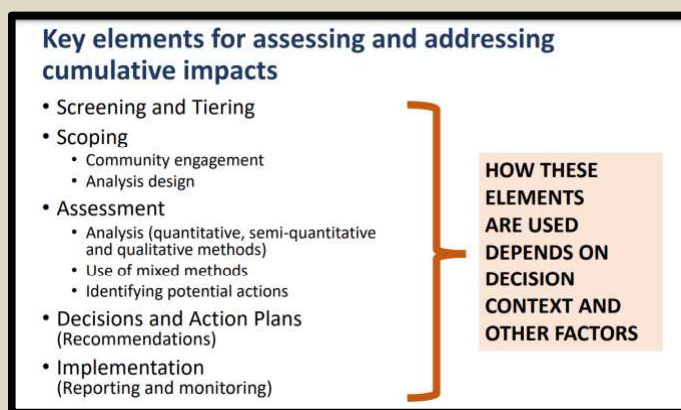 Key elements for assessing and addressing
cumulative impacts
• Screening and Tiering
• Scoping
• Community engagement
• Analysis design
• Assessment
• Analysis (quantitative, semi-quantitative
and qualitative methods)
• Use of mixed methods
• Identifying potential actions
• Decisions and Action Plans
(Recommendations)
• Implementation
(Reporting and monitoring)
HOW THESE
ELEMENTS
ARE USED
DEPENDS ON
DECISION
CONTEXT AND
OTHER FACTORS